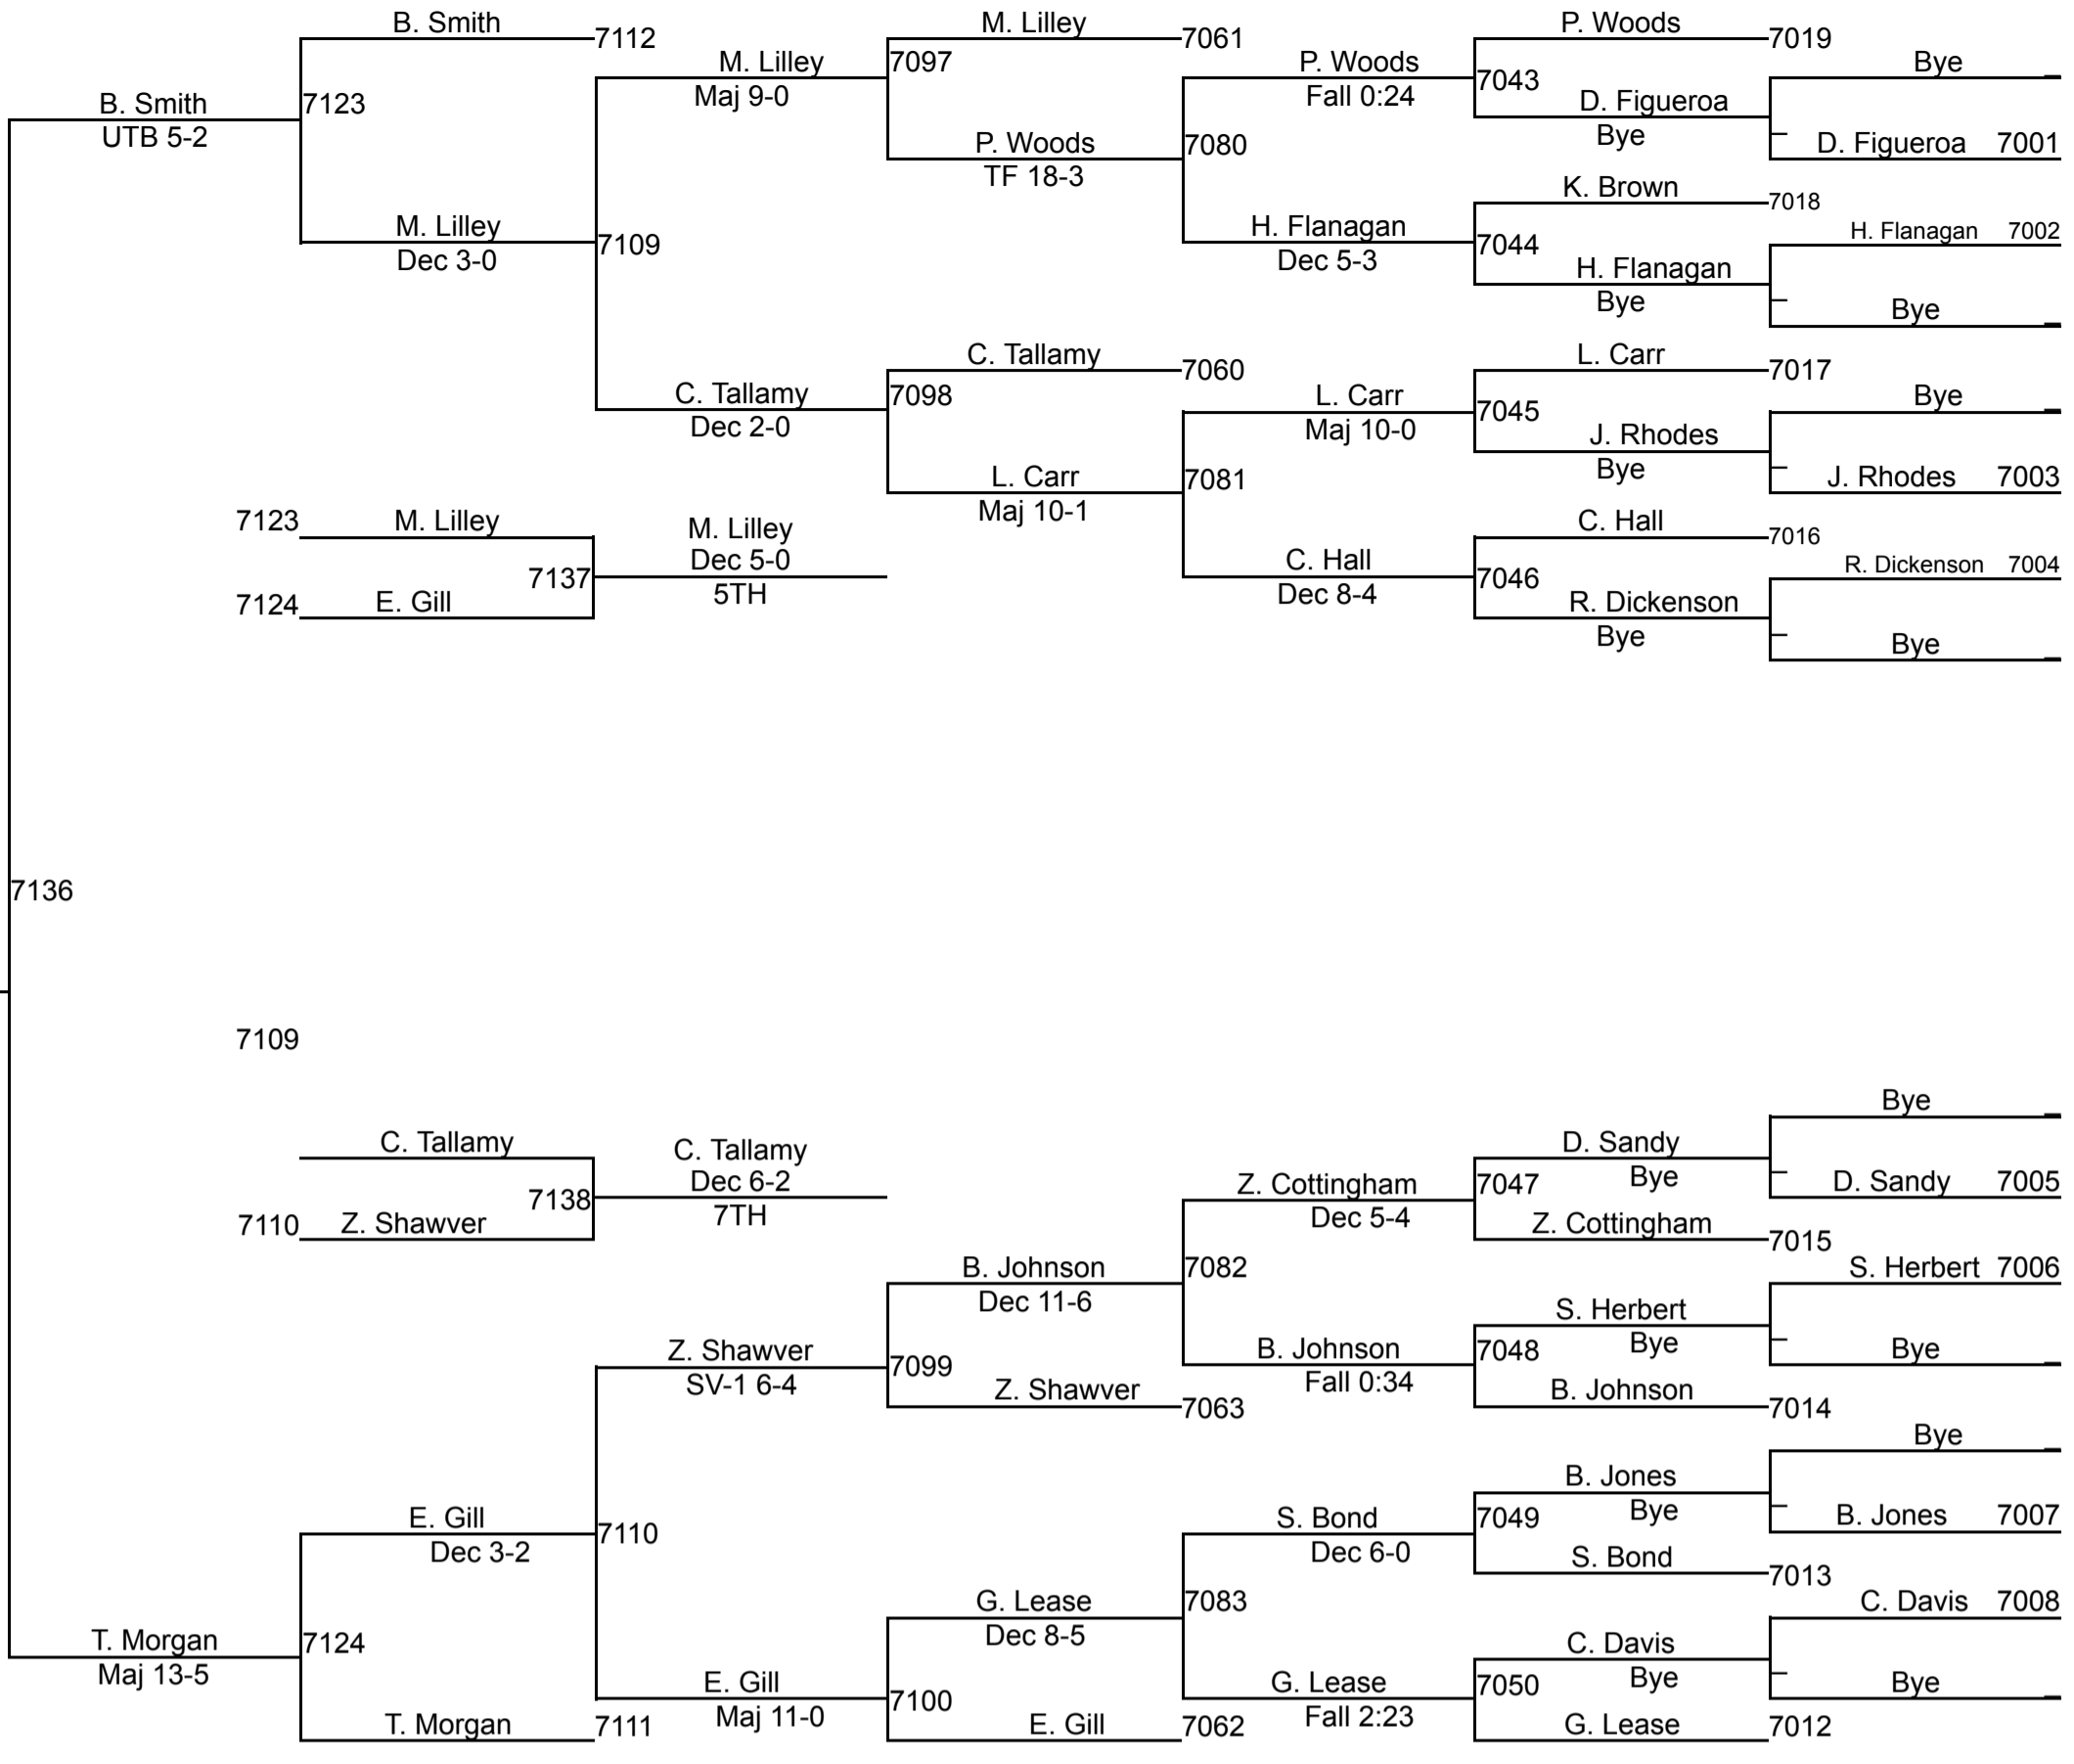 B. Smith
7112
M. Lilley
7061
P. Woods
7019
M. Lilley
7097
P. Woods
7043
Bye
_
B. Smith
7123
Maj 9-0
Fall 0:24
D. Figueroa
UTB 5-2
P. Woods
7080
Bye
D. Figueroa 7001
TF 18-3
K. Brown
7018
M. Lilley
7109
H. Flanagan
7044
H. Flanagan 7002
Dec 3-0
Dec 5-3
H. Flanagan
Bye
Bye
_
C. Tallamy
7060
L. Carr
7017
C. Tallamy
7098
L. Carr
7045
Bye
_
Dec 2-0
Maj 10-0
J. Rhodes
L. Carr
7081
Bye
J. Rhodes 7003
7123
M. Lilley
M. Lilley
Maj 10-1
C. Hall
7016
7137
Dec 5-0
C. Hall
7046
R. Dickenson 7004
7124
E. Gill
5TH
Dec 8-4
R. Dickenson
Bye
Bye
_
7136
7109
Bye
_
C. Tallamy
C. Tallamy
D. Sandy
7138
Dec 6-2
Z. Cottingham
7047
Bye
D. Sandy 7005
7110
Z. Shawver
7TH
Dec 5-4
Z. Cottingham
7015
B. Johnson
7082
S. Herbert 7006
Dec 11-6
S. Herbert
Z. Shawver
7099
B. Johnson
7048
Bye
Bye
_
SV-1 6-4
Z. Shawver
7063
Fall 0:34
B. Johnson
7014
Bye
_
B. Jones
E. Gill
7110
S. Bond
7049
Bye
B. Jones 7007
Dec 3-2
Dec 6-0
S. Bond
7013
G. Lease
7083
C. Davis 7008
T. Morgan
7124
Dec 8-5
C. Davis
Maj 13-5
E. Gill
7100
G. Lease
7050
Bye
Bye
_
T. Morgan
7111
Maj 11-0
E. Gill
7062
Fall 2:23
G. Lease
7012